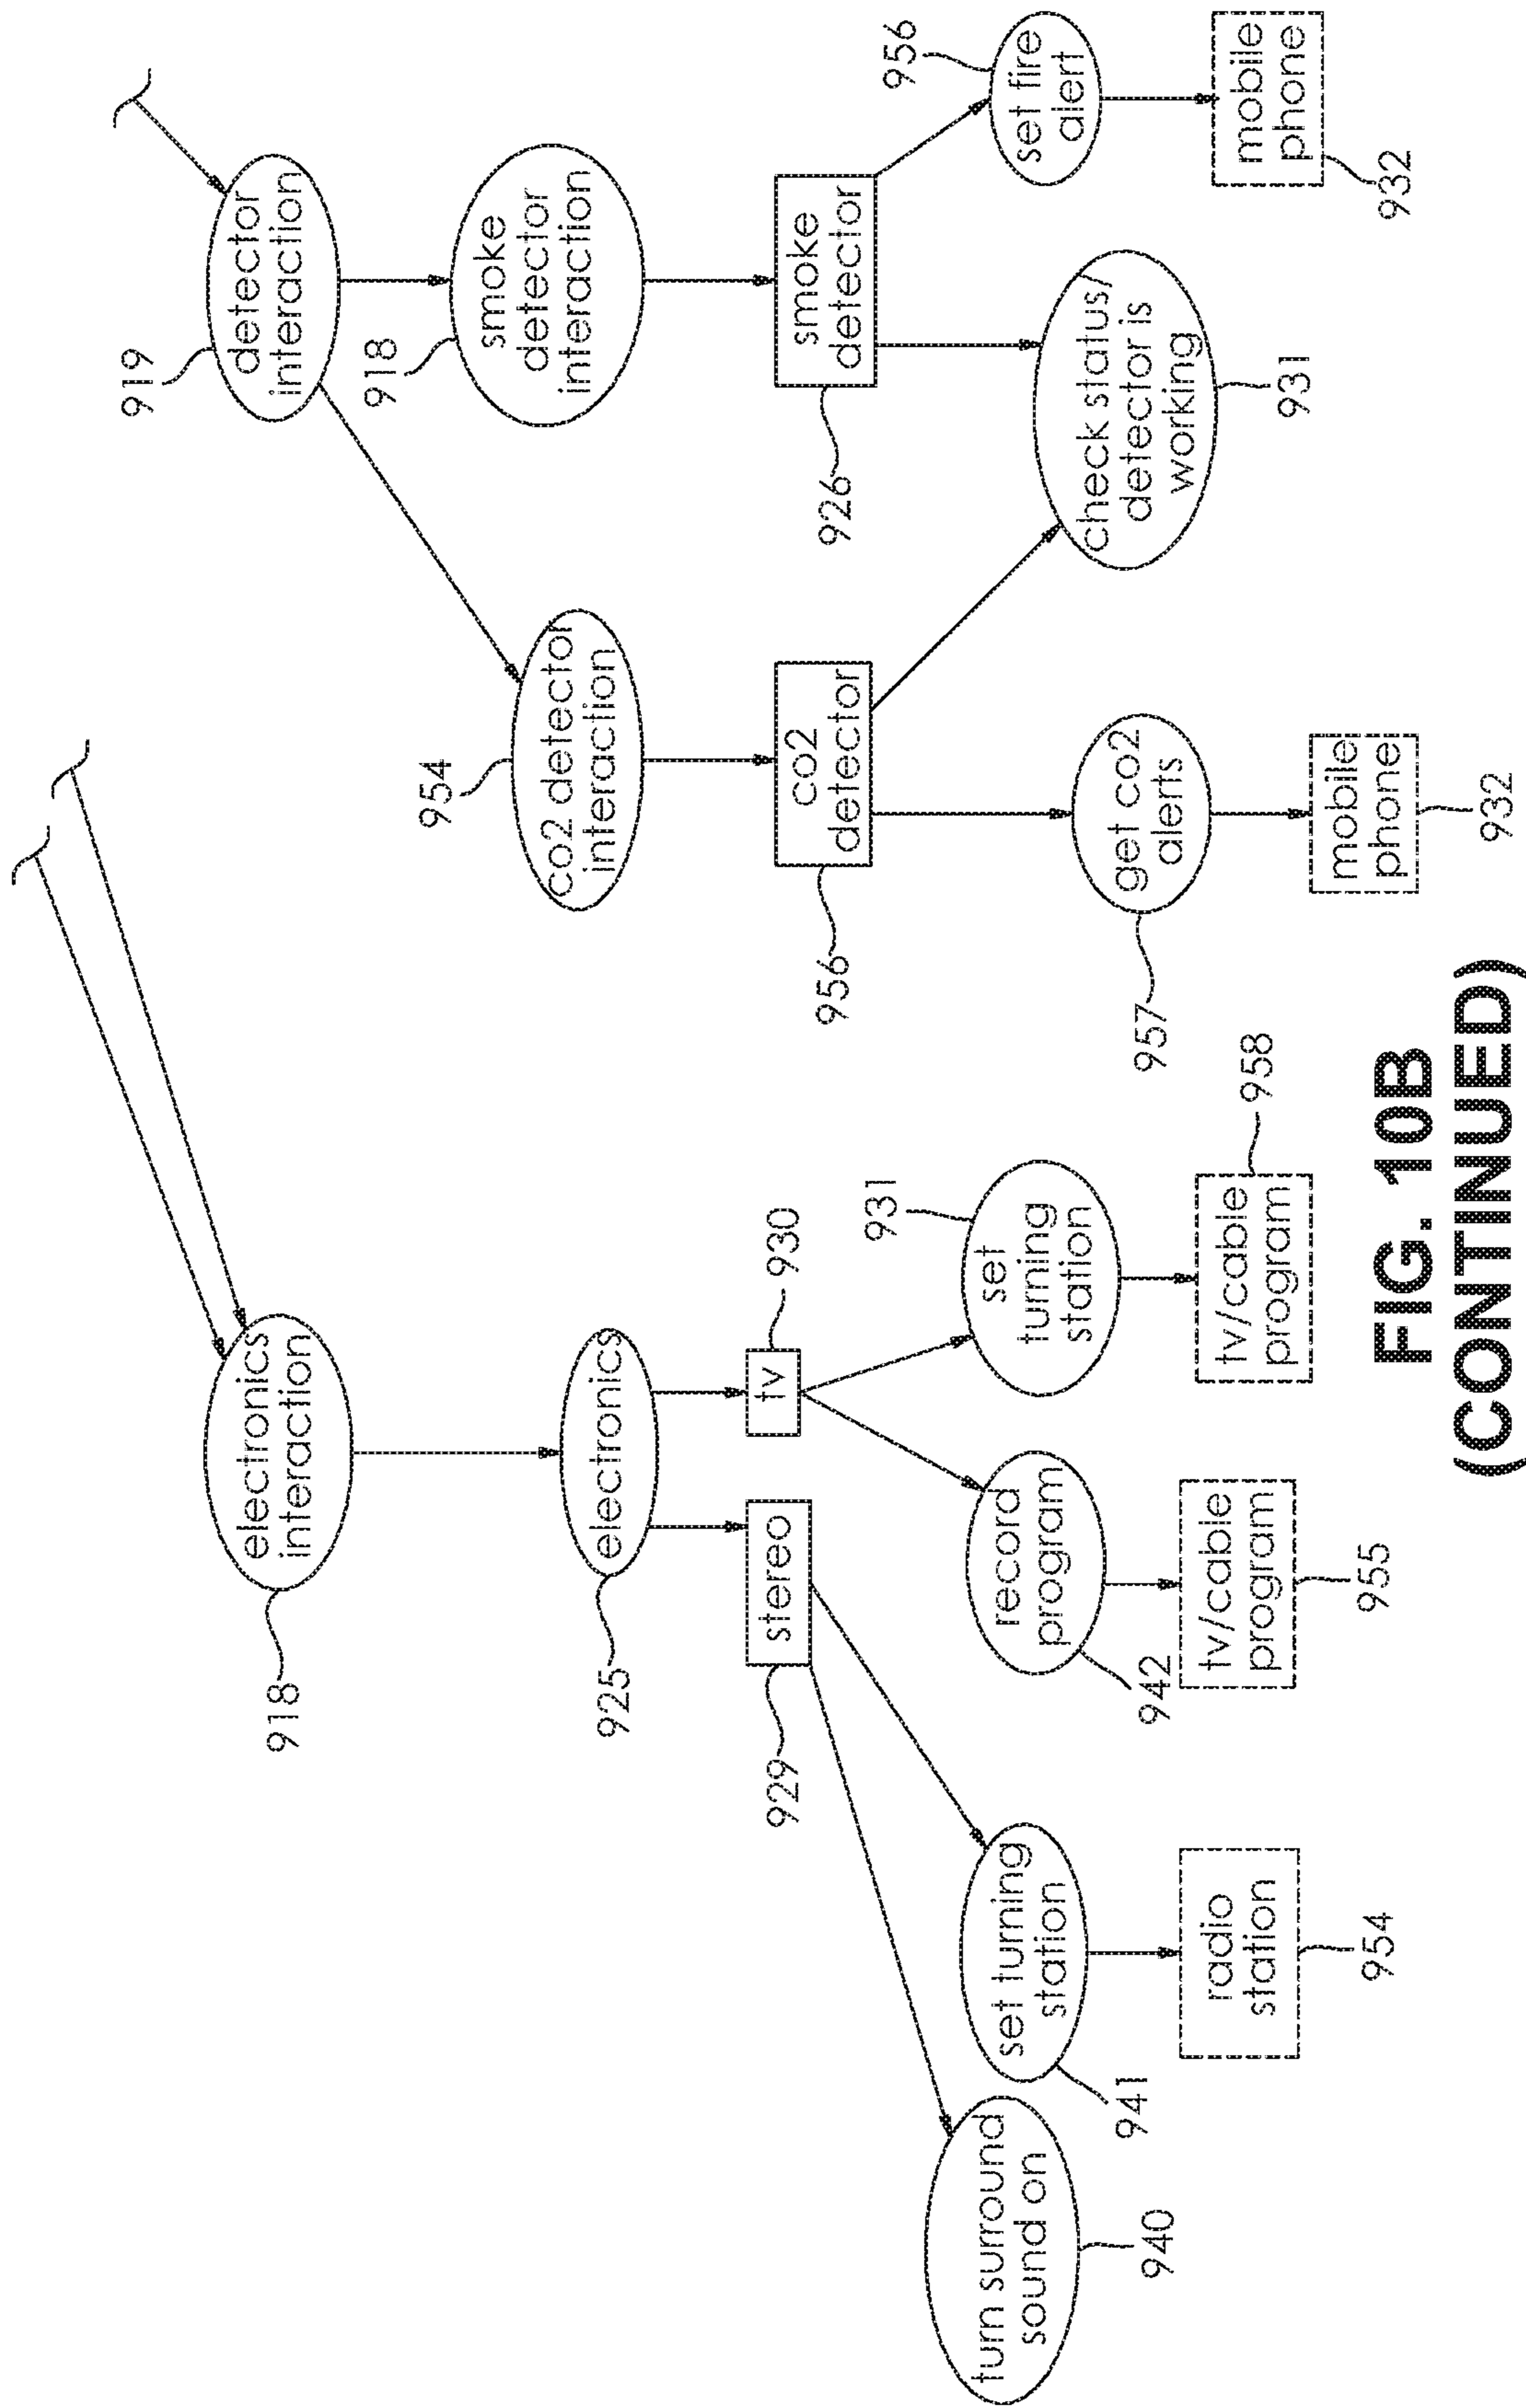 919
detector
interaction
918
electronics
interaction
918
smoke
detector
interaction
954
co2 detector
interaction
925
electronics
929
stereo
tv
930
956
co2
detector
926
smoke
detector
turn surround
sound on
940
set turning
station
941
record
program
942
set
turning
station
931
get co2
alerts
957
check status/
detector is
working
931
set fire
alert
956
radio
station
954
tv/cable
program
955
tv/cable
program
958
mobile
phone
932
mobile
phone
932
FIG. 10B
(CONTINUED)